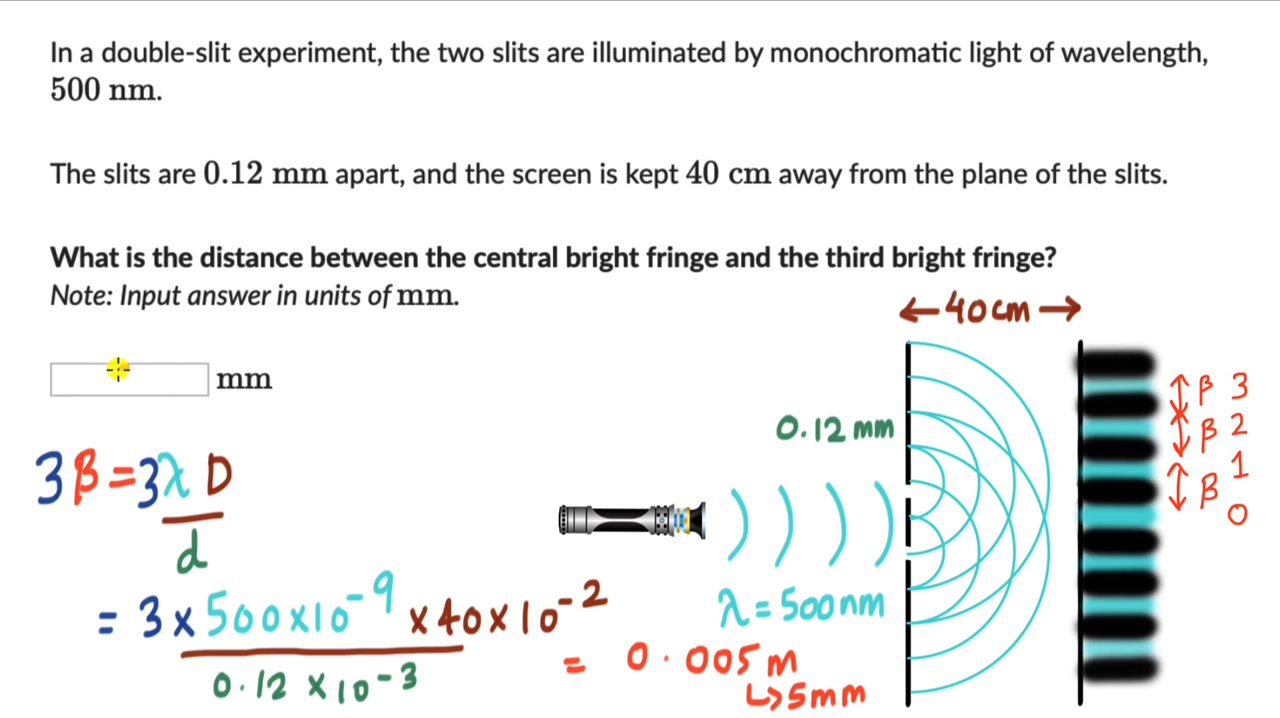 In a double-slit experiment, the two slits are illuminated by monochromatic light of wavelength,
500 nm.
The slits are 0.12 mm apart, and the screen is kept 40 cm away from the plane of the slits.
What is the distance between the central bright fringe and the third bright fringe?
Note: Input answer in units of mm.
←40cm→
mm
0.12 mm
β 3
β 2
1
β
0
3β=3λD
d
= 3×500×10⁻⁹ ×40×10⁻²
0.12 ×10⁻³
λ=500nm
= 0.005m
↳5mm